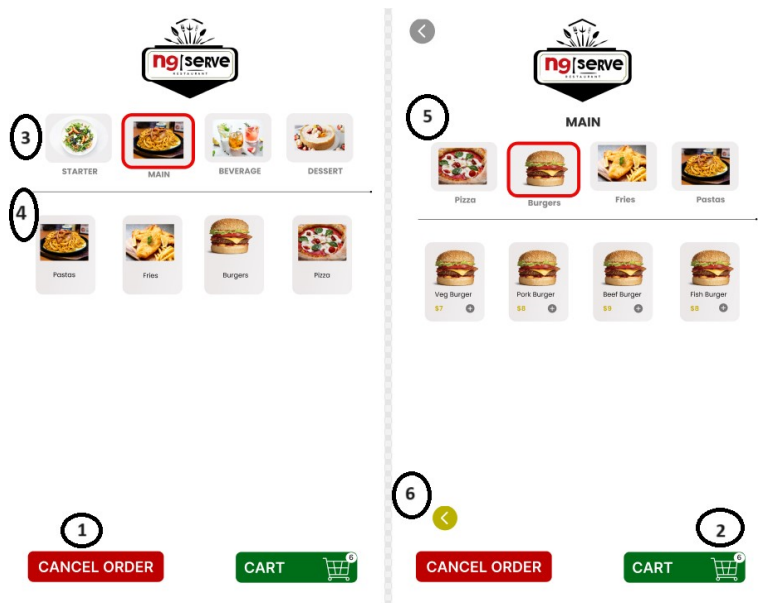 ng[serve
RESTAURANT
3
STARTER
MAIN
BEVERAGE
DESSERT
4
Pastas
Fries
Burgers
Pizza
1
CANCEL ORDER
CART
6
ng[serve
RESTAURANT
5
MAIN
Pizza
Burgers
Fries
Pastas
Veg Burger
$7
Pork Burger
$8
Beef Burger
$9
Fish Burger
6
2
CANCEL ORDER
CART
6